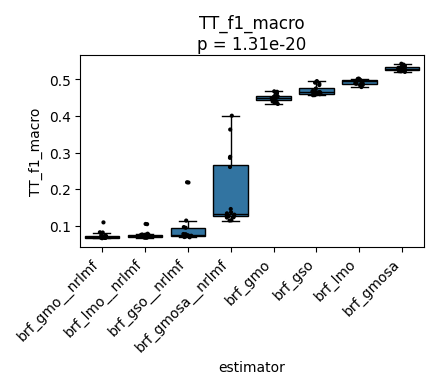 TT_f1_macro
p = 1.31e-20
TT_f1_macro
0.5
0.4
0.3
0.2
0.1
brf_gmo__nrlmf
brf_lmo__nrlmf
brf_gso__nrlmf
brf_gmosa__nrlmf
brf_gmo
brf_gso
brf_lmo
brf_gmosa
estimator